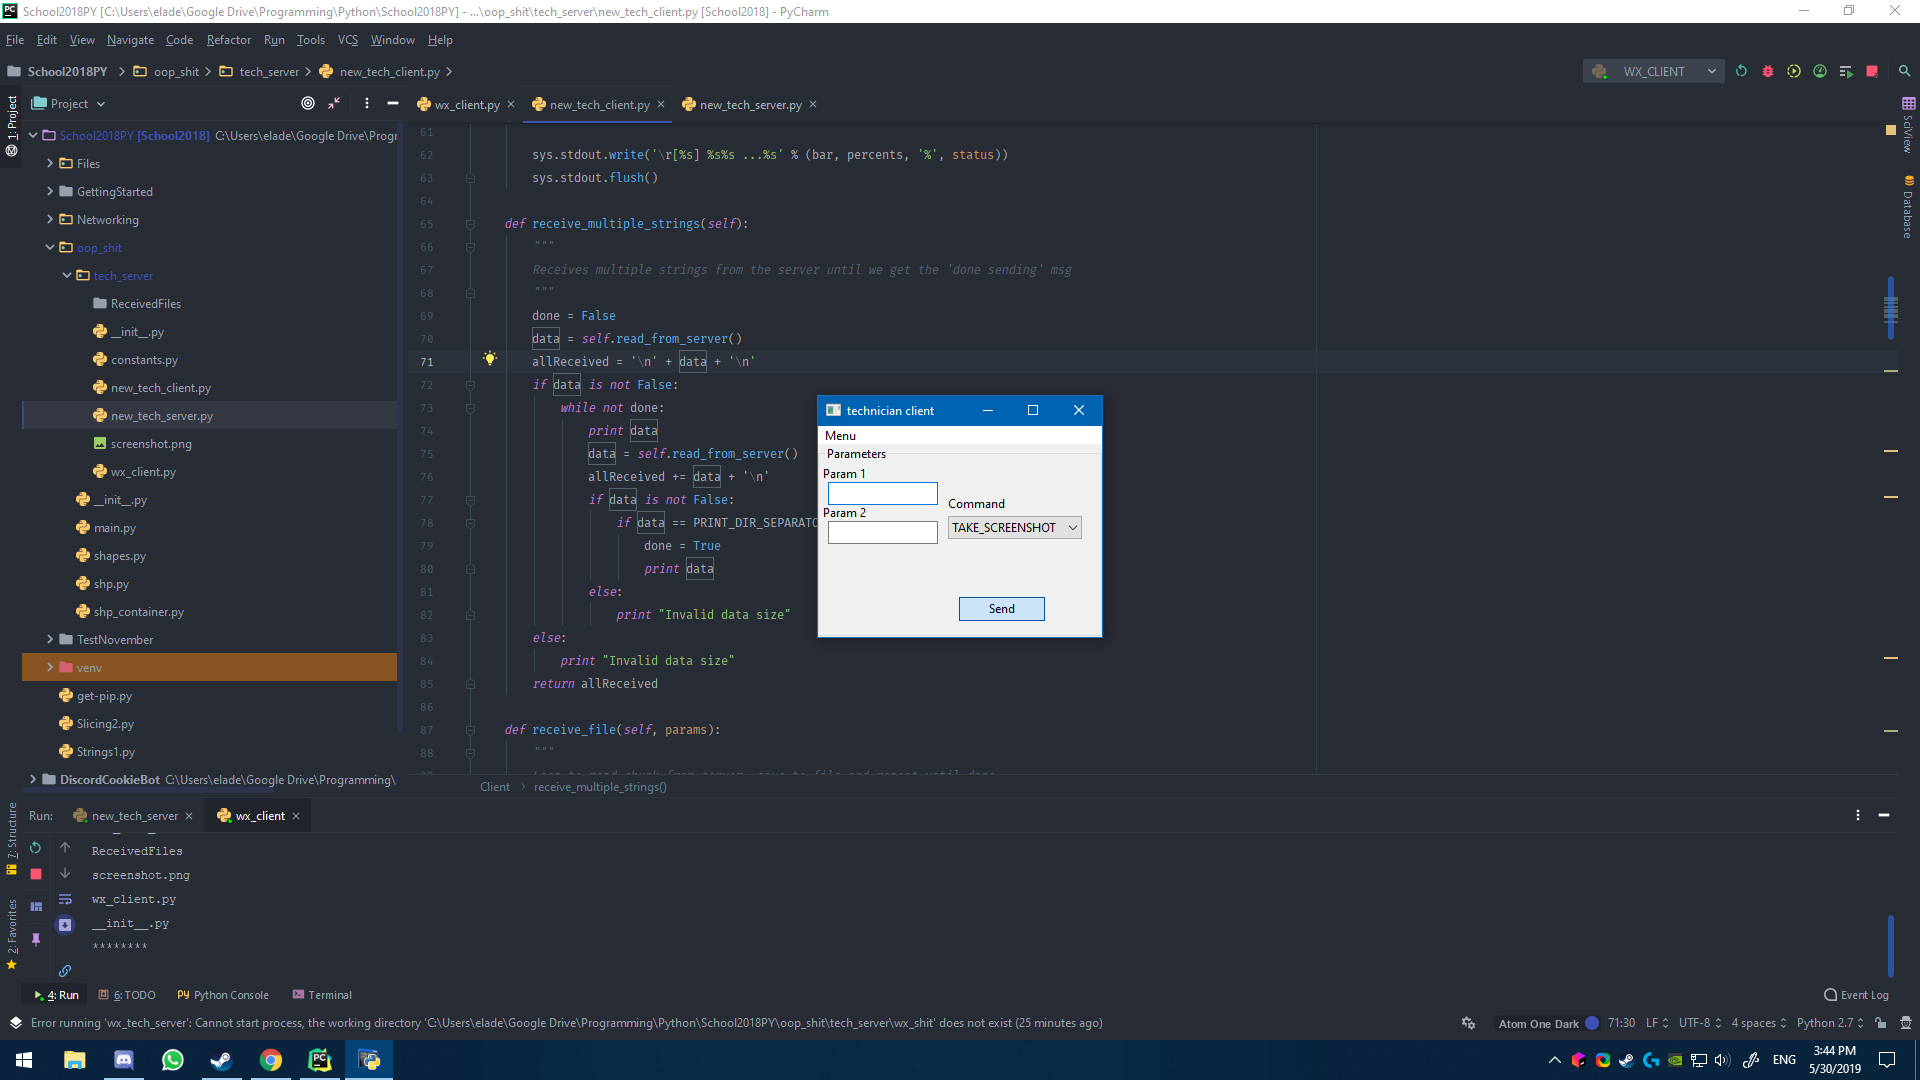 School2018PY [C:\Users\elade\Google Drive\Programming\Python\School2018PY] - ...\oop_shit\tech_server\new_tech_client.py [School2018] - PyCharm
File Edit View Navigate Code Refactor Run Tools VCS Window Help
School2018PY oop_shit tech_server new_tech_client.py
WX_CLIENT
1: Project
Project
wx_client.py new_tech_client.py new_tech_server.py
School2018PY [School2018] C:\Users\elade\Google Drive\Progr
Files
GettingStarted
Networking
oop_shit
tech_server
ReceivedFiles
__init__.py
constants.py
new_tech_client.py
new_tech_server.py
screenshot.png
wx_client.py
__init__.py
main.py
shapes.py
shp.py
shp_container.py
TestNovember
venv
get-pip.py
Slicing2.py
Strings1.py
DiscordCookieBot C:\Users\elade\Google Drive\Programming\
61
62 sys.stdout.write('\r[%s] %s%s ...%s' % (bar, percents, '%', status))
63 sys.stdout.flush()
64
65 def receive_multiple_strings(self):
66 """
67 Receives multiple strings from the server until we get the 'done sending' msg
68 """
69 done = False
70 data = self.read_from_server()
71 allReceived = '\n' + data + '\n'
72 if data is not False:
73 while not done:
74 print data
75 data = self.read_from_server()
76 allReceived += data + '\n'
77 if data is not False:
78 if data == PRINT_DIR_SEPARATO
79 done = True
80 print data
81 else:
82 print "Invalid data size"
83 else:
84 print "Invalid data size"
85 return allReceived
86
87 def receive_file(self, params):
88 """
Client receive_multiple_strings()
technician client
Menu
Parameters
Param 1
Param 2
Command
TAKE_SCREENSHOT
Send
SciView
Database
7: Structure
2: Favorites
Run: new_tech_server wx_client
ReceivedFiles
screenshot.png
wx_client.py
__init__.py
********
4: Run 6: TODO Python Console Terminal Event Log
Error running 'wx_tech_server': Cannot start process, the working directory 'C:\Users\elade\Google Drive\Programming\Python\School2018PY\oop_shit\tech_server\wx_shit' does not exist (25 minutes ago)
Atom One Dark 71:30 LF UTF-8 4 spaces Python 2.7
ENG
3:44 PM
5/30/2019